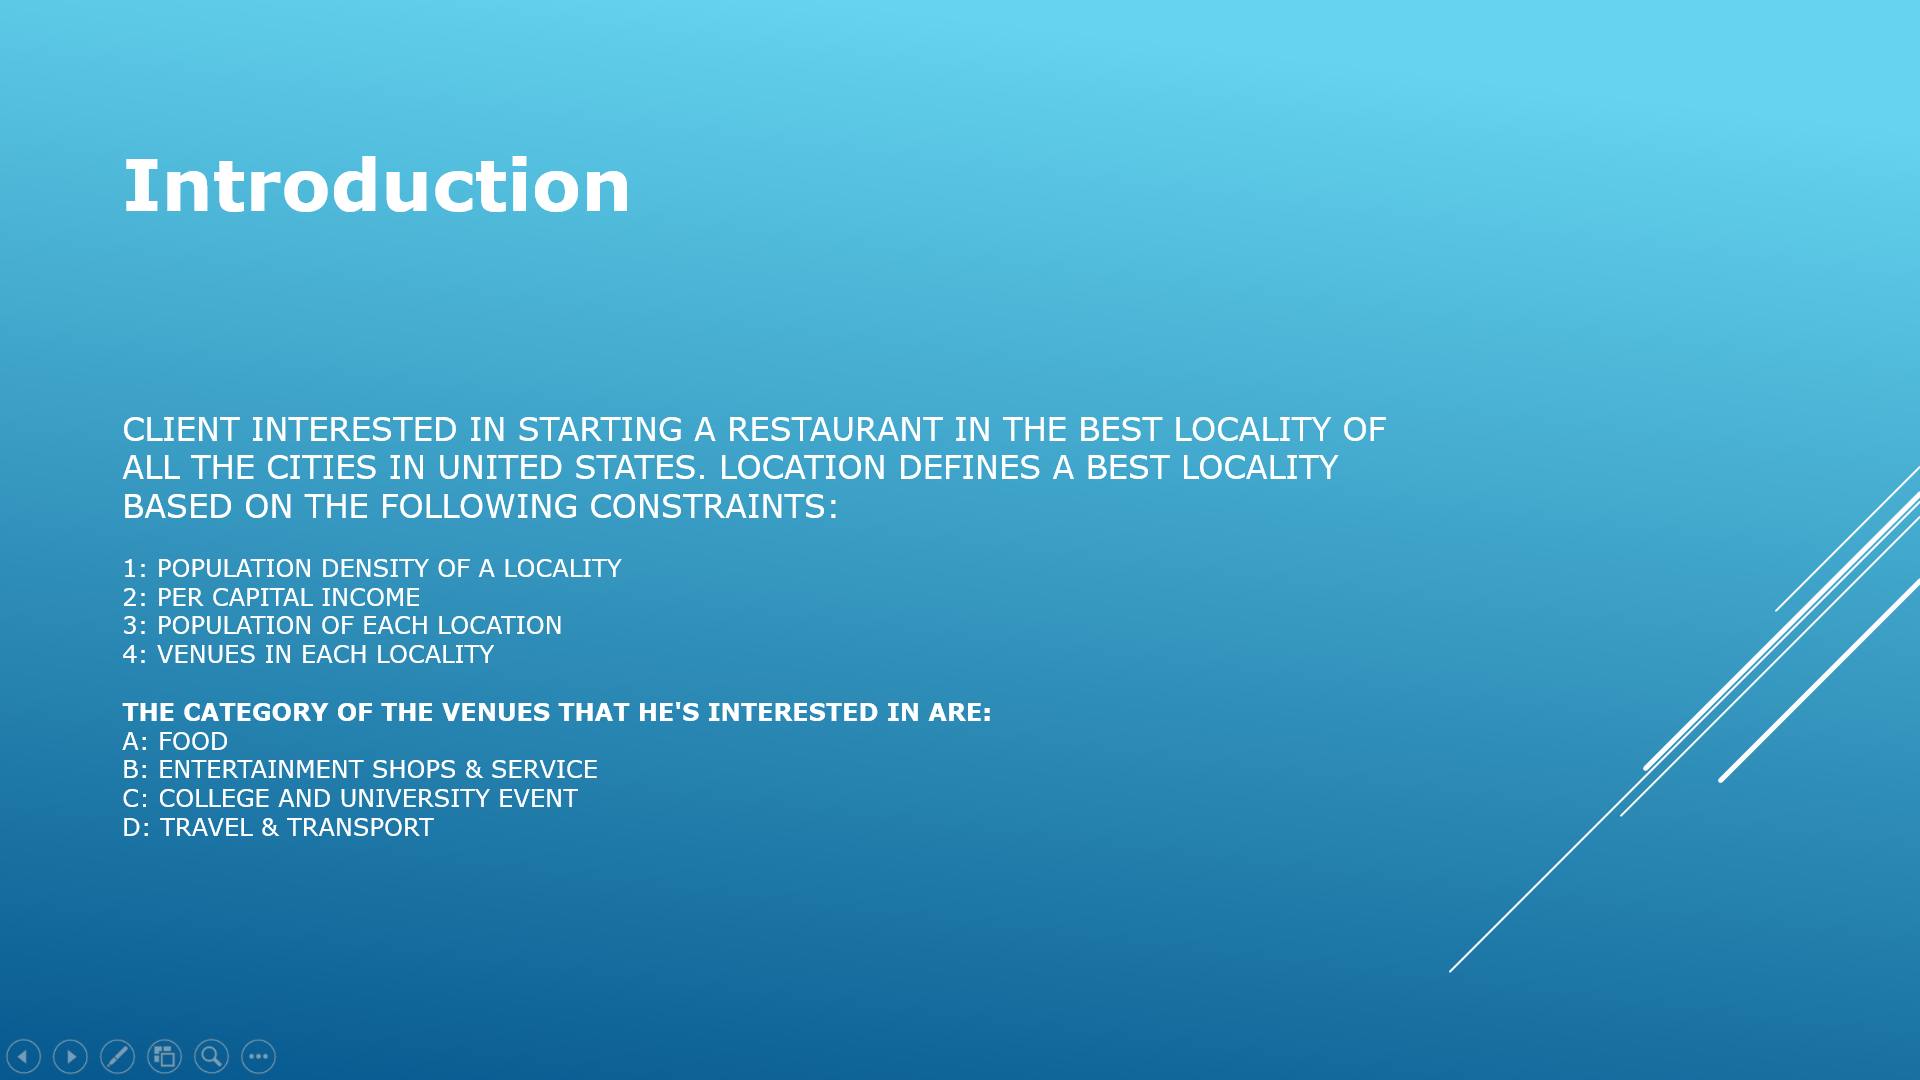 Introduction
CLIENT INTERESTED IN STARTING A RESTAURANT IN THE BEST LOCALITY OF
ALL THE CITIES IN UNITED STATES. LOCATION DEFINES A BEST LOCALITY
BASED ON THE FOLLOWING CONSTRAINTS:
1: POPULATION DENSITY OF A LOCALITY
2: PER CAPITAL INCOME
3: POPULATION OF EACH LOCATION
4: VENUES IN EACH LOCALITY
THE CATEGORY OF THE VENUES THAT HE'S INTERESTED IN ARE:
A: FOOD
B: ENTERTAINMENT SHOPS & SERVICE
C: COLLEGE AND UNIVERSITY EVENT
D: TRAVEL & TRANSPORT